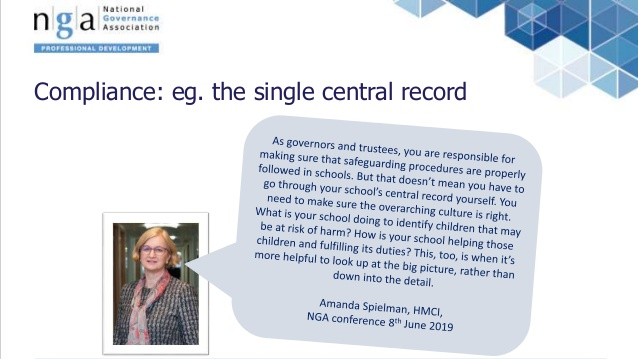 nga
National
Governance
Association
PROFESSIONAL DEVELOPMENT
Compliance: eg. the single central record
As governors and trustees, you are responsible for
making sure that safeguarding procedures are properly
followed in schools. But that doesn't mean you have to
go through your school's central record yourself. You
need to make sure the overarching culture is right.
What is your school doing to identify children that may
be at risk of harm? How is your school helping those
children and fulfilling its duties? This, too, is when it's
more helpful to look up at the big picture, rather than
down into the detail.
Amanda Spielman, HMCI,
NGA conference 8th June 2019